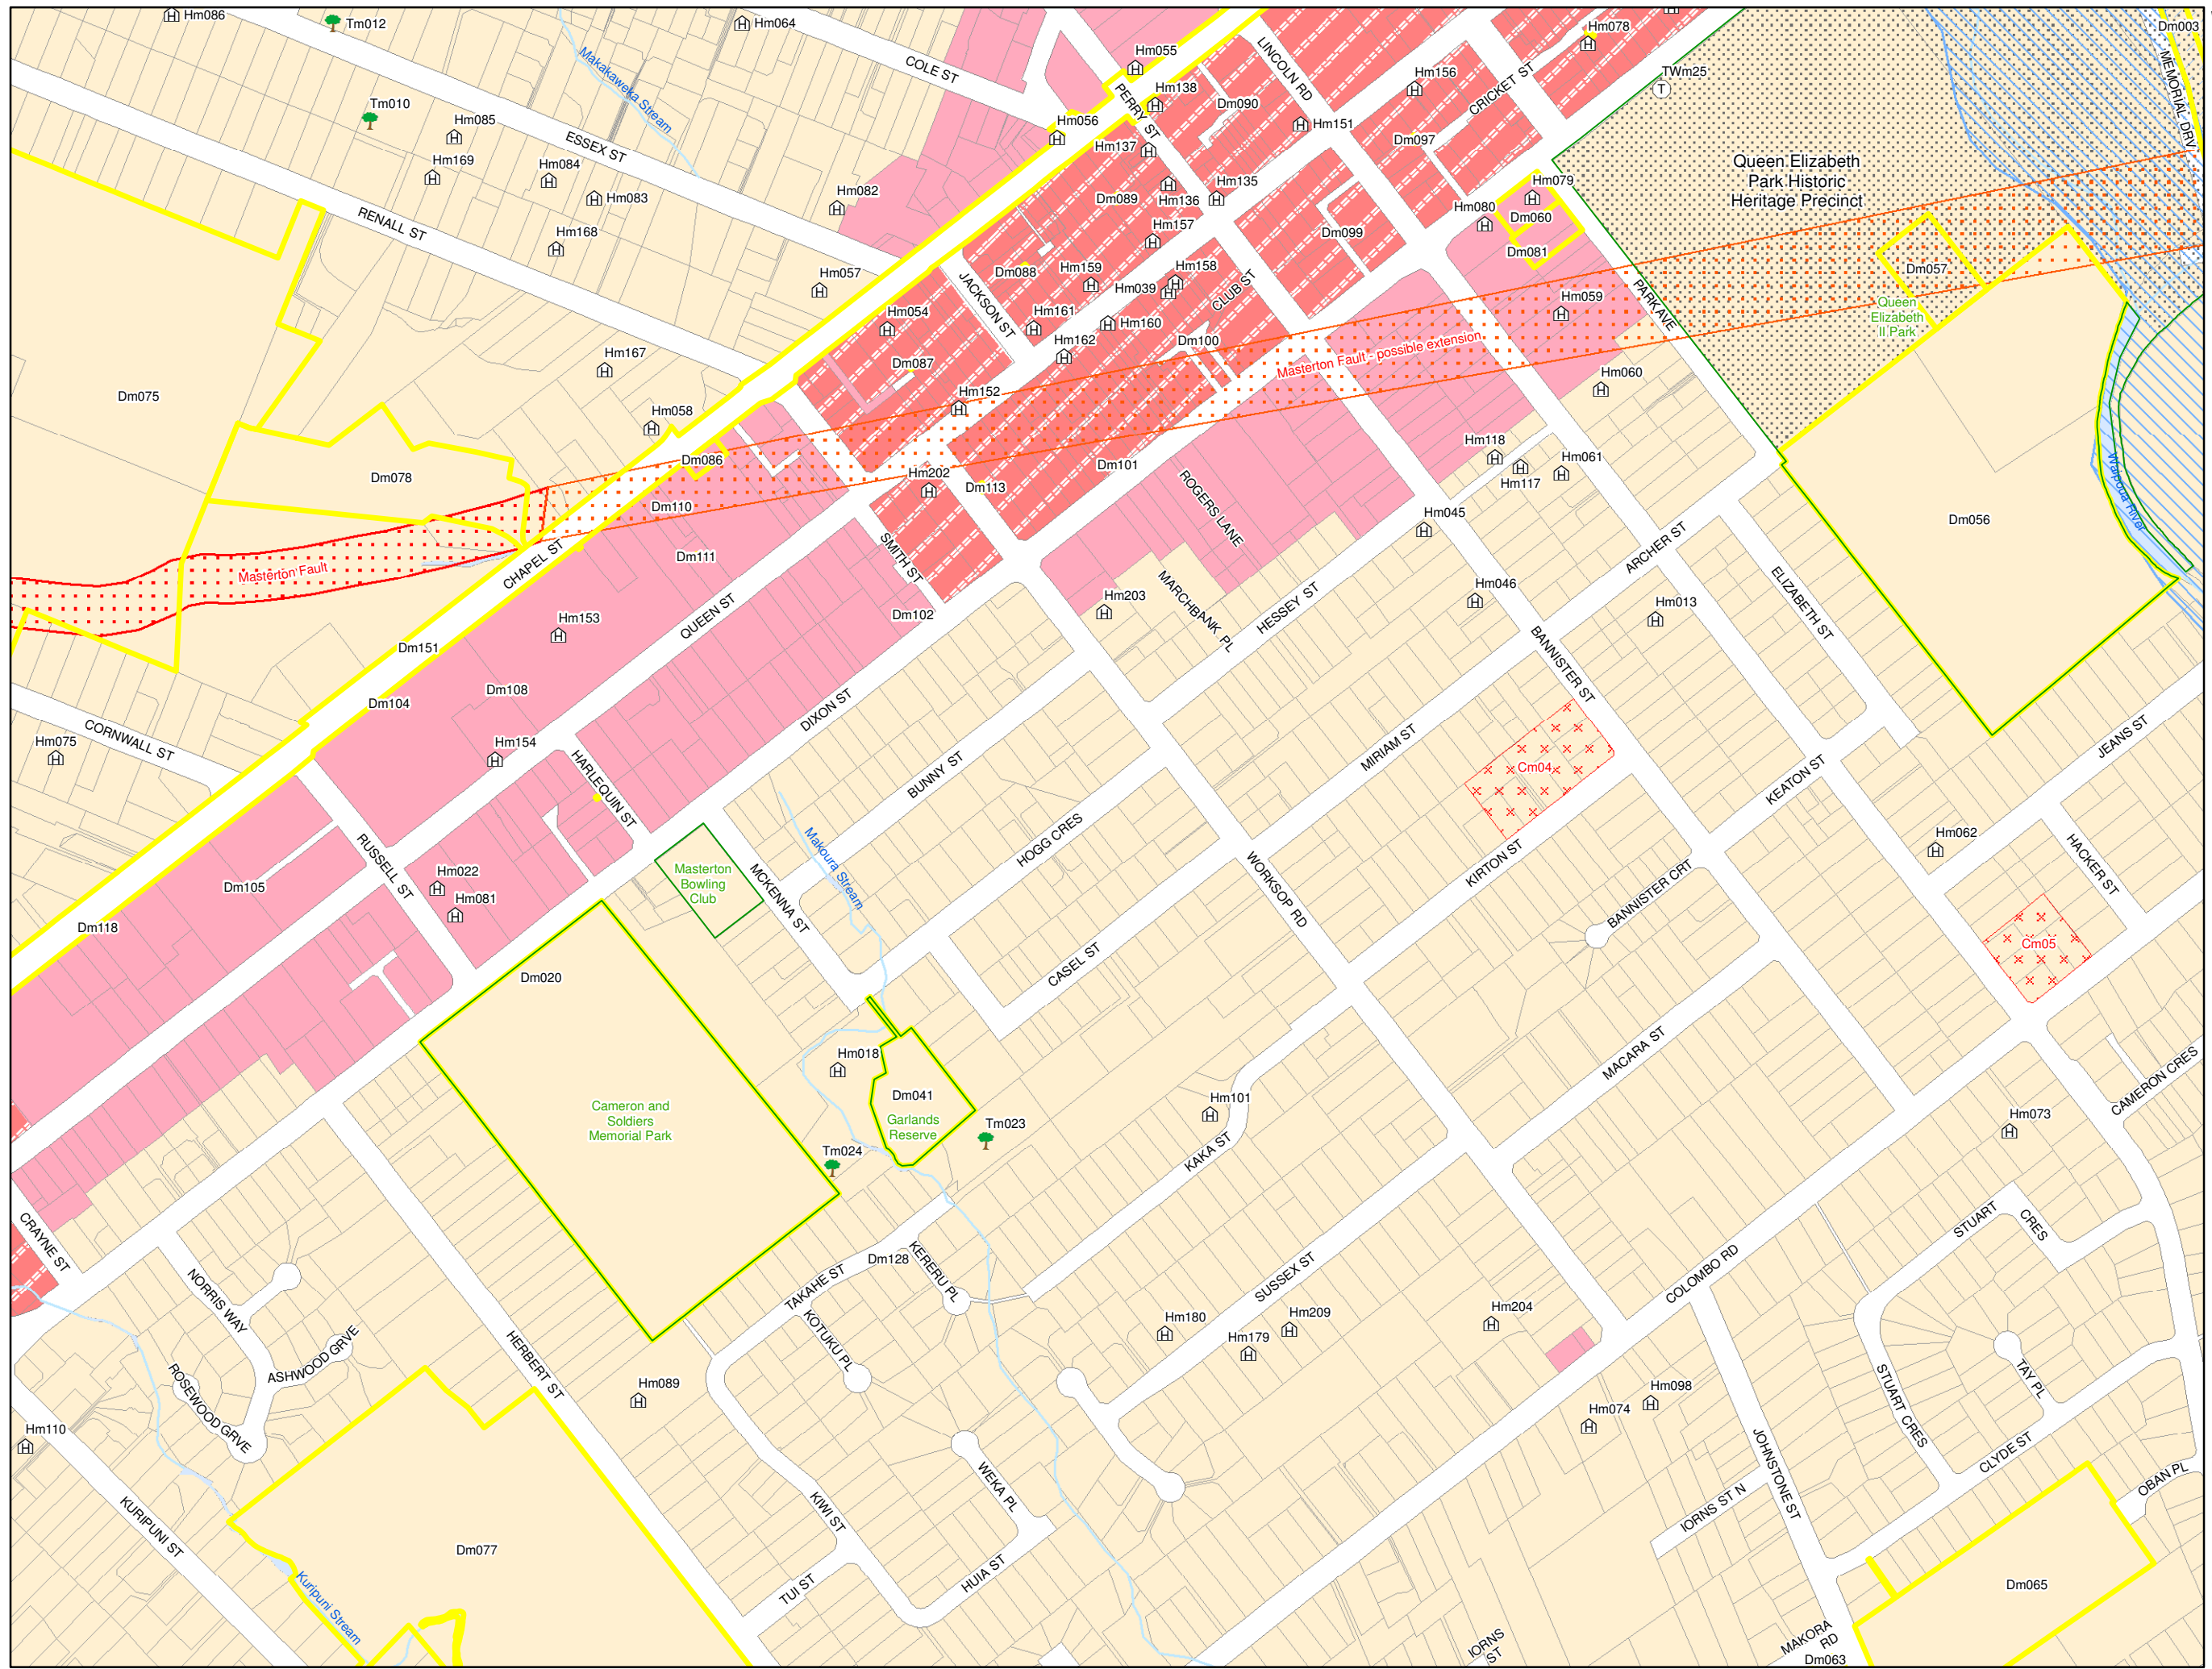 Hm086
Tm012
Hm064
Hm055
Hm078
Dm003
MEMORIAL DRV
Makakaweka Stream
COLE ST
LINCOLN RD
Hm156
CRICKET ST
TWm25
Tm010
Hm085
ESSEX ST
Hm138
PERRY ST
Dm090
Hm056
Hm151
Dm097
Hm137
Hm169
Hm084
Hm083
Hm082
Hm136
Hm135
Dm089
Hm079
Hm080
Dm060
Dm081
Queen Elizabeth
Park Historic
Heritage Precinct
RENALL ST
Hm168
Hm057
Hm157
Dm099
Dm088
Hm159
Hm158
Hm039
CLUB ST
JACKSON ST
Hm161
Hm160
Hm054
Hm162
Dm100
Hm059
PARK AVE
Dm057
Queen
Elizabeth
II Park
Masterton Fault - possible extension
Hm167
Dm087
Hm152
Hm060
Dm075
Hm058
Dm086
Dm078
Hm202
Dm113
Dm101
ROGERS LANE
Hm118
Hm117
Hm061
Waipoua River
Dm110
Hm045
Dm056
Masterton Fault
CHAPEL ST
Dm111
SMITH ST
MARCHBANK PL
ARCHER ST
ELIZABETH ST
Hm153
QUEEN ST
Dm102
Hm203
HESSEY ST
Hm046
Hm013
BANNISTER ST
Dm151
Dm108
Dm104
DIXON ST
CORNWALL ST
Hm075
Hm154
HARLEQUIN ST
BUNNY ST
MIRIAM ST
Cm04
KEATON ST
JEANS ST
RUSSELL ST
Makoura Stream
HOGG CRES
WORKSOP RD
KIRTON ST
BANNISTER CRT
Hm062
HACKER ST
Dm105
Hm022
Hm081
Masterton
Bowling
Club
MCKENNA ST
Dm118
Dm020
CASEL ST
Cm05
Hm018
MACARA ST
CAMERON CRES
Dm041
Garlands
Reserve
Cameron and
Soldiers
Memorial Park
Tm023
Tm024
Hm101
KAKA ST
Hm073
CRAYNE ST
NORRIS WAY
TAKAHE ST
Dm128
KERERU PL
SUSSEX ST
COLOMBO RD
STUART
CRES
KOTUKU PL
Hm180
Hm179
Hm209
Hm204
ASHWOOD GRVE
ROSEWOOD GRVE
HERBERT ST
Hm089
Hm098
Hm074
STUART CRES
TAY PL
Hm110
KURIPUNI ST
WEKA PL
KIWI ST
JOHNSTONE ST
IORNS ST N
CLYDE ST
OBAN PL
Dm077
Kuripuni Stream
TUI ST
HUIA ST
Dm065
IORNS
ST
MAKORA
RD
Dm063